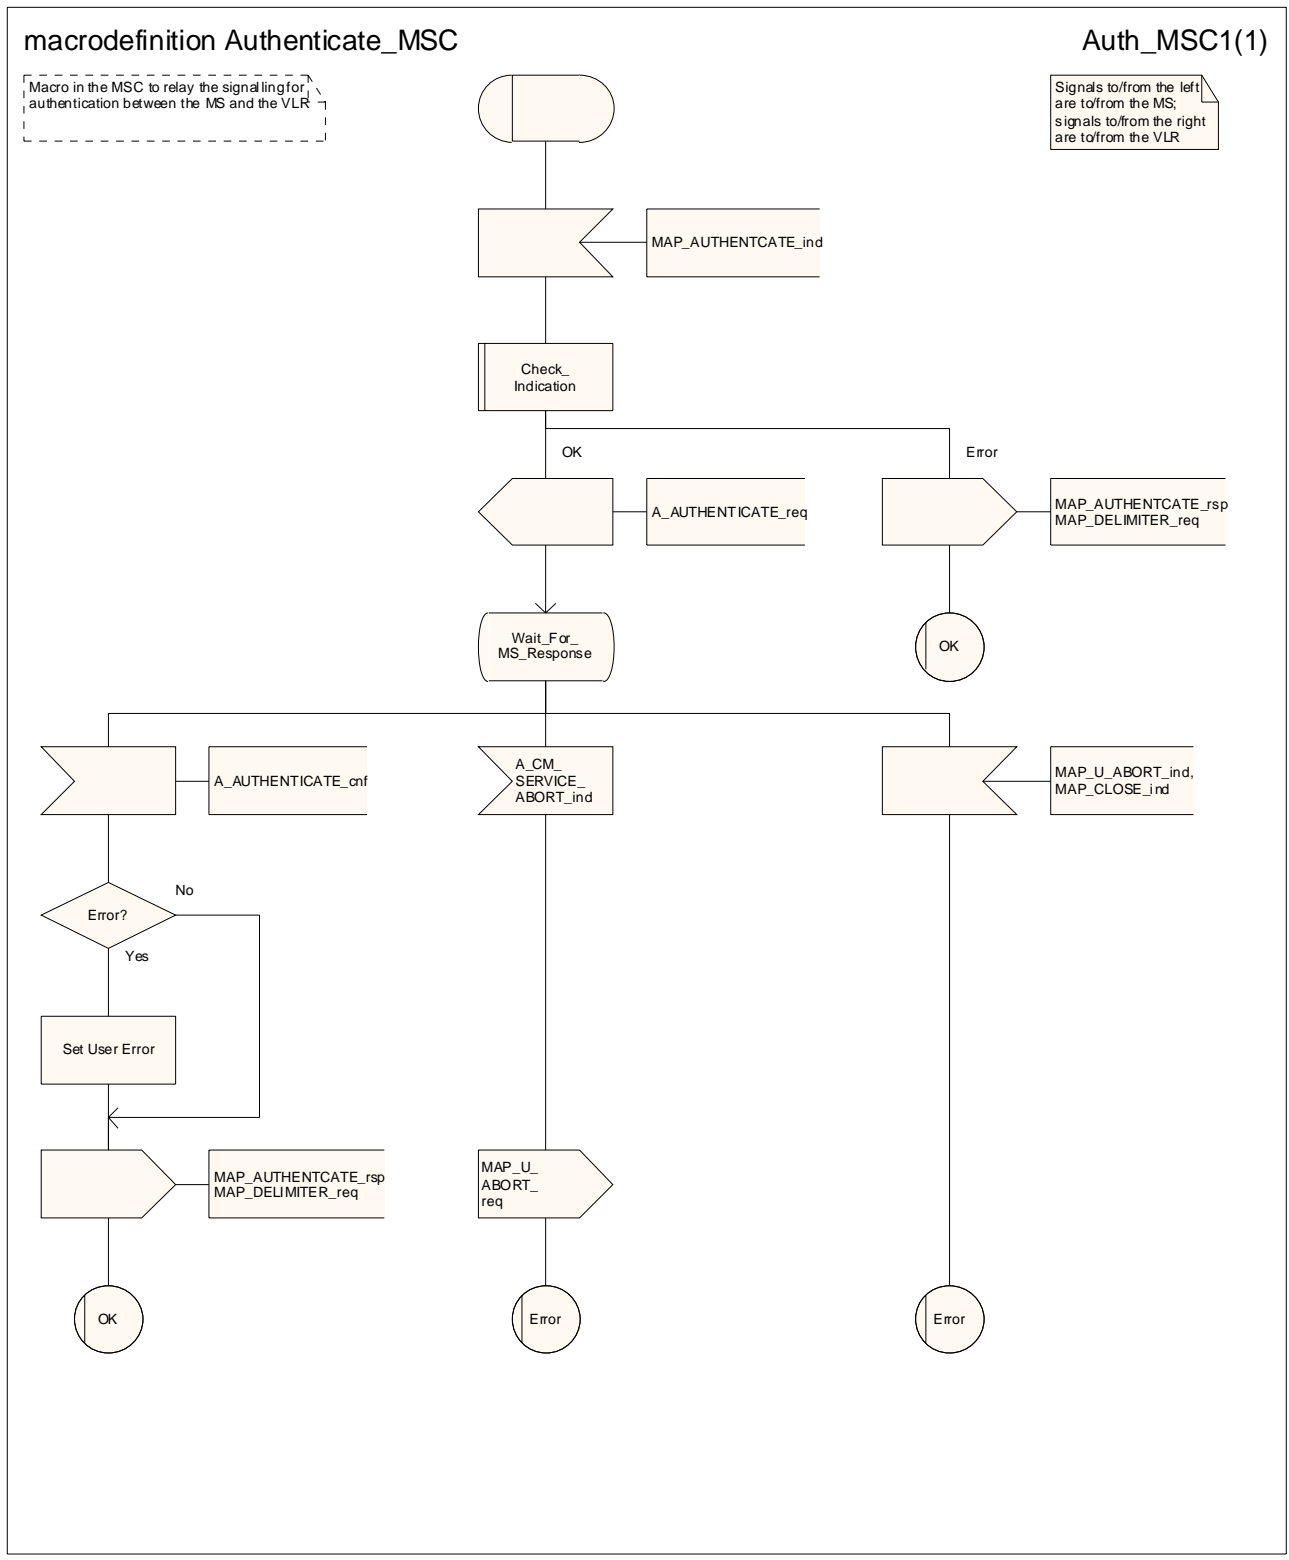 macrodefinition Authenticate_MSC
Auth_MSC1(1)
Macro in the MSC to relay the signalling for
authentication between the MS and the VLR
Signals to/from the left
are to/from the MS;
signals to/from the right
are to/from the VLR
MAP_AUTHENTCATE_ind
Check_
Indication
OK
Error
A_AUTHENTICATE_req
MAP_AUTHENTCATE_rsp
MAP_DELIMITER_req
Wait_For_
MS_Response
OK
A_AUTHENTICATE_cnf
A_CM_
SERVICE_
ABORT_ind
MAP_U_ABORT_ind,
MAP_CLOSE_ind
No
Error?
Yes
Set User Error
MAP_AUTHENTCATE_rsp
MAP_DELIMITER_req
MAP_U_
ABORT_
req
OK
Error
Error